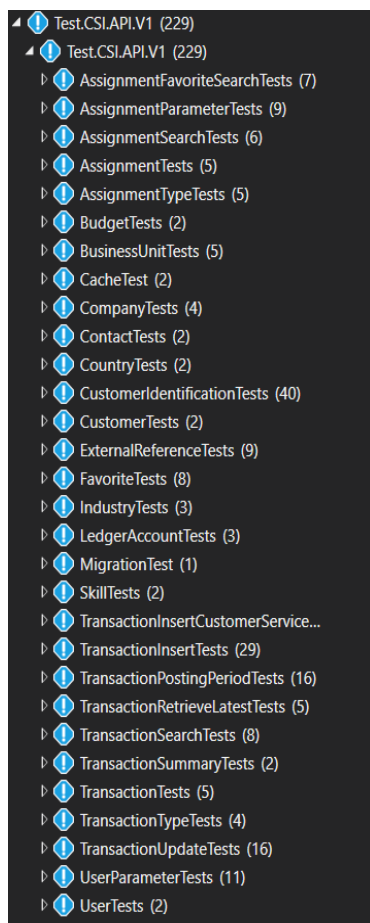 Test.CSI.API.V1 (229)
Test.CSI.API.V1 (229)
AssignmentFavoriteSearchTests (7)
AssignmentParameterTests (9)
AssignmentSearchTests (6)
AssignmentTests (5)
AssignmentTypeTests (5)
BudgetTests (2)
BusinessUnitTests (5)
CacheTest (2)
CompanyTests (4)
ContactTests (2)
CountryTests (2)
CustomerIdentificationTests (40)
CustomerTests (2)
ExternalReferenceTests (9)
FavoriteTests (8)
IndustryTests (3)
LedgerAccountTests (3)
MigrationTest (1)
SkillTests (2)
TransactionInsertCustomerService...
TransactionInsertTests (29)
TransactionPostingPeriodTests (16)
TransactionRetrieveLatestTests (5)
TransactionSearchTests (8)
TransactionSummaryTests (2)
TransactionTests (5)
TransactionTypeTests (4)
TransactionUpdateTests (16)
UserParameterTests (11)
UserTests (2)